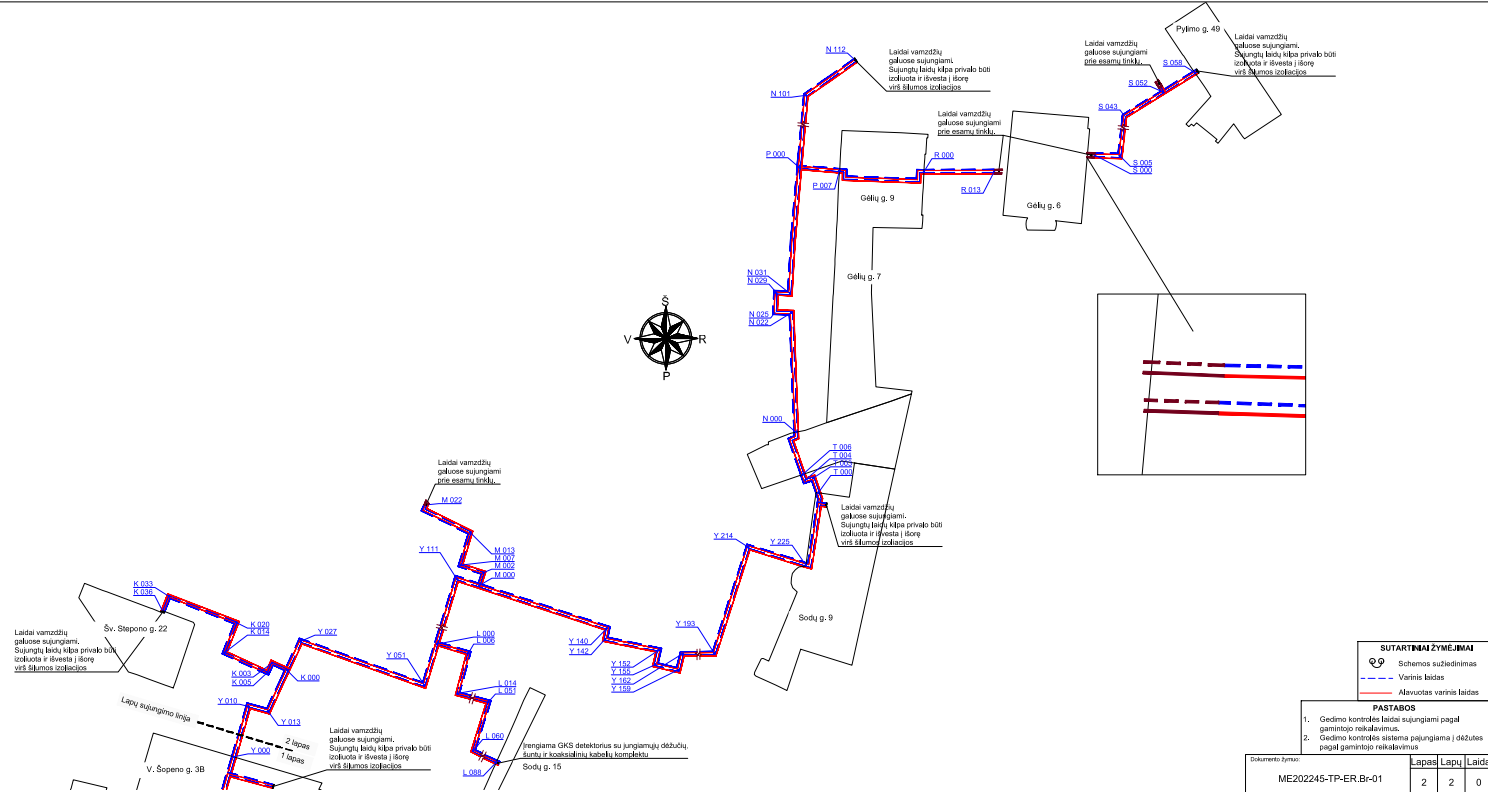 Pylimo g. 49
Laidai vamzdžių
galuose sujungiami.
Sujungtų laidų kilpa privalo būti
izoliuota ir išvesta į išorę
virš šilumos izoliacijos
Laidai vamzdžių
galuose sujungiami
prie esamų tinklų.
S 058
S 052
S 043
S 005
S 000
N 112
Laidai vamzdžių
galuose sujungiami.
Sujungtų laidų kilpa privalo būti
izoliuota ir išvesta į išorę
virš šilumos izoliacijos
N 101
Laidai vamzdžių
galuose sujungiami
prie esamų tinklų.
P 000
P 007
R 000
R 013
Gėlių g. 9
Gėlių g. 6
Gėlių g. 7
N 031
N 029
N 025
N 022
Š
V
R
P
N 000
T 006
T 004
T 003
T 000
Laidai vamzdžių
galuose sujungiami.
Sujungtų laidų kilpa privalo būti
izoliuota ir išvesta į išorę
virš šilumos izoliacijos
Laidai vamzdžių
galuose sujungiami
prie esamų tinklų.
M 022
M 013
M 007
M 002
M 000
Y 111
Y 214
Y 225
Sodų g. 9
Y 193
Y 140
Y 142
Y 152
Y 155
Y 162
Y 159
K 033
K 036
Šv. Stepono g. 22
K 020
K 014
Laidai vamzdžių
galuose sujungiami.
Sujungtų laidų kilpa privalo būti
izoliuota ir išvesta į išorę
virš šilumos izoliacijos
K 003
K 005
K 000
Y 027
Y 051
L 000
L 006
L 014
L 051
L 060
L 088
Y 010
Y 013
Lapų sujungimo linija
2 lapas
1 lapas
Y 000
V. Šopeno g. 3B
Laidai vamzdžių
galuose sujungiami.
Sujungtų laidų kilpa privalo būti
izoliuota ir išvesta į išorę
virš šilumos izoliacijos
Įrengiama GKS detektorius su jungiamųjų dėžučių,
šuntų ir koaksialinių kabelių komplektu
Sodų g. 15
SUTARTINIAI ŽYMĖJIMAI
Schemos sužiedinimas
Varinis laidas
Alavuotas varinis laidas
PASTABOS
1. Gedimo kontrolės laidai sujungiami pagal
gamintojo reikalavimus.
2. Gedimo kontrolės sistema pajungiama į dėžutes
pagal gamintojo reikalavimus
Dokumento žymuo:
ME202245-TP-ER.Br-01
Lapas Lapų Laida
2 2 0